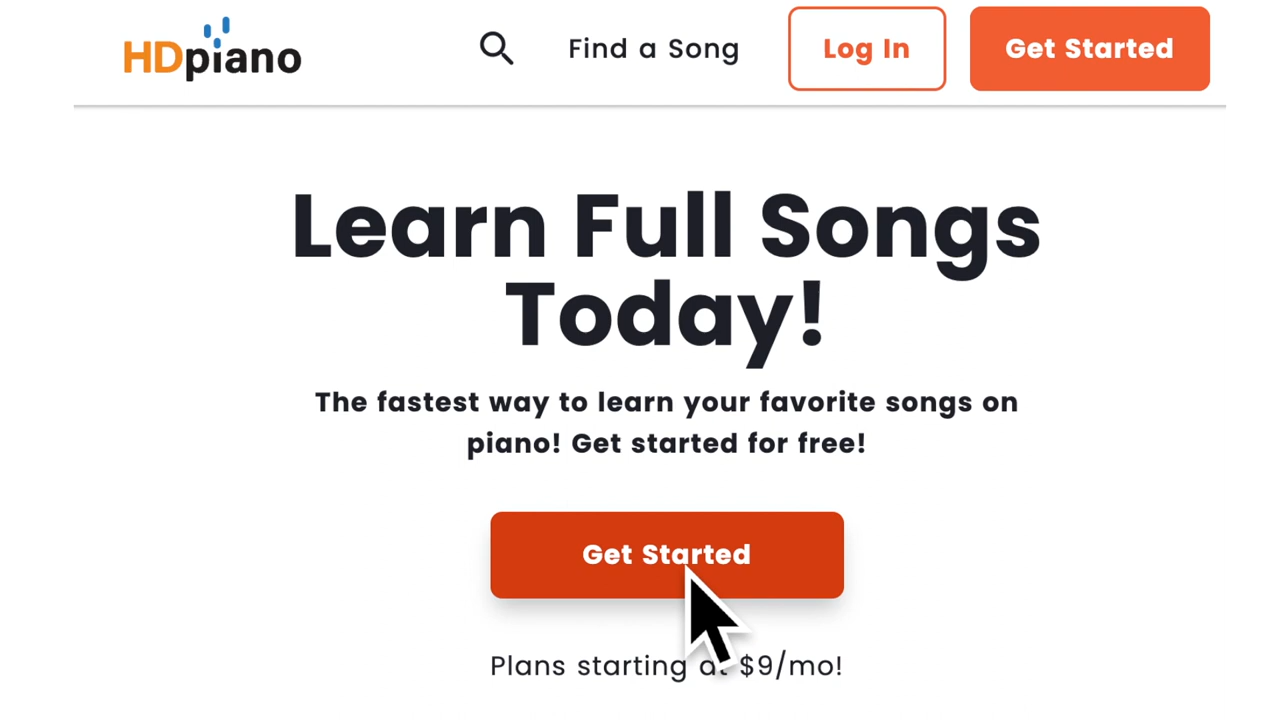 HDpiano
Find a Song
Log In
Get Started
Learn Full Songs
Today!
The fastest way to learn your favorite songs on
piano! Get started for free!
Get Started
Plans starting at $9/mo!